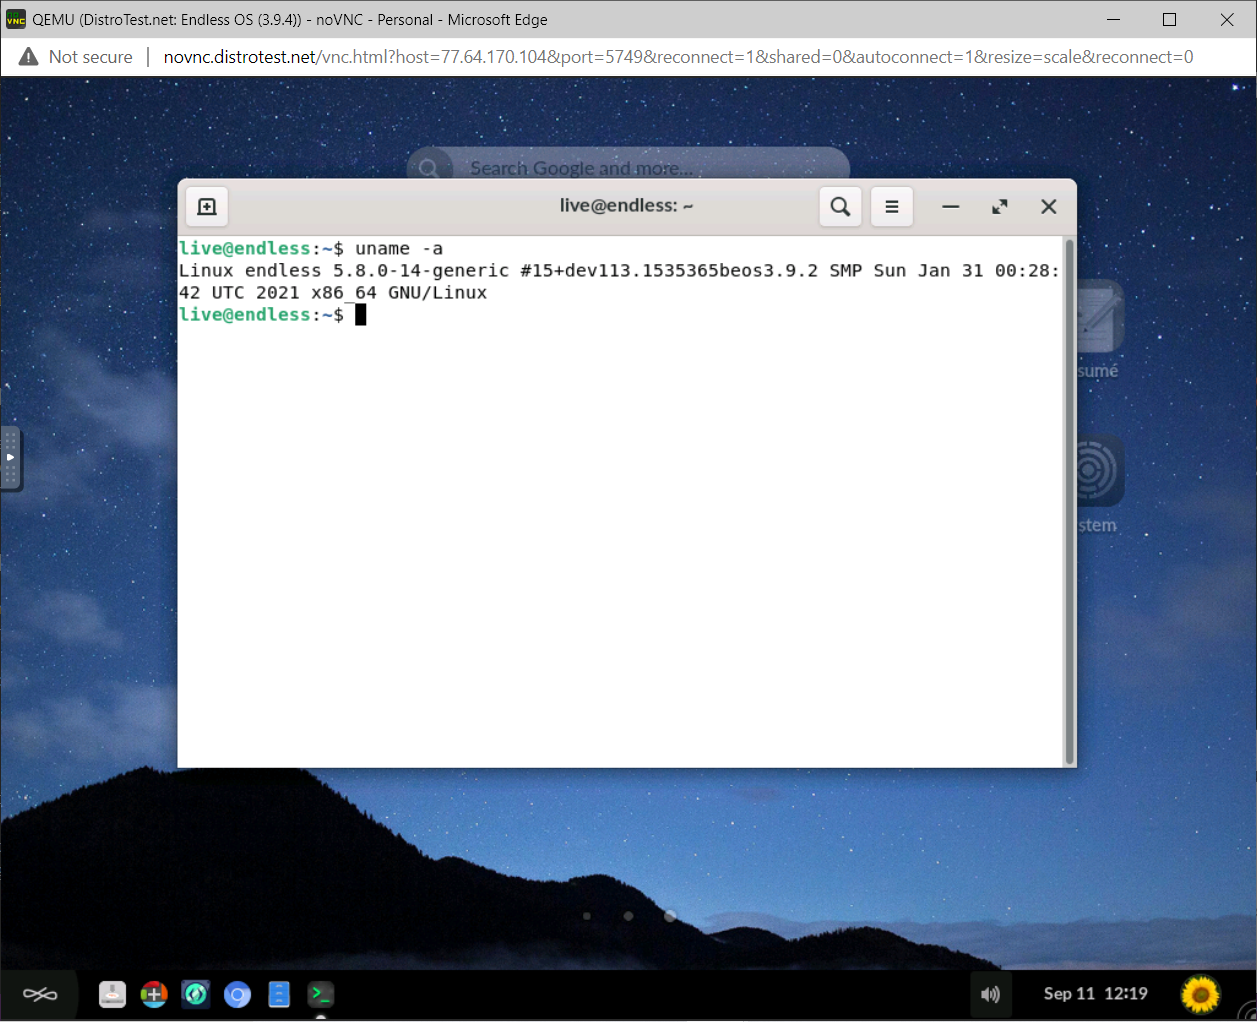 QEMU (DistroTest.net: Endless OS (3.9.4)) - noVNC - Personal - Microsoft Edge
Not secure | novnc.distrotest.net/vnc.html?host=77.64.170.104&port=5749&reconnect=1&shared=0&autoconnect=1&resize=scale&reconnect=0
Search Google and more...
live@endless: ~
live@endless:~$ uname -a
Linux endless 5.8.0-14-generic #15+dev113.1535365beos3.9.2 SMP Sun Jan 31 00:28:
42 UTC 2021 x86_64 GNU/Linux
live@endless:~$
sumé
stem
Sep 11 12:19